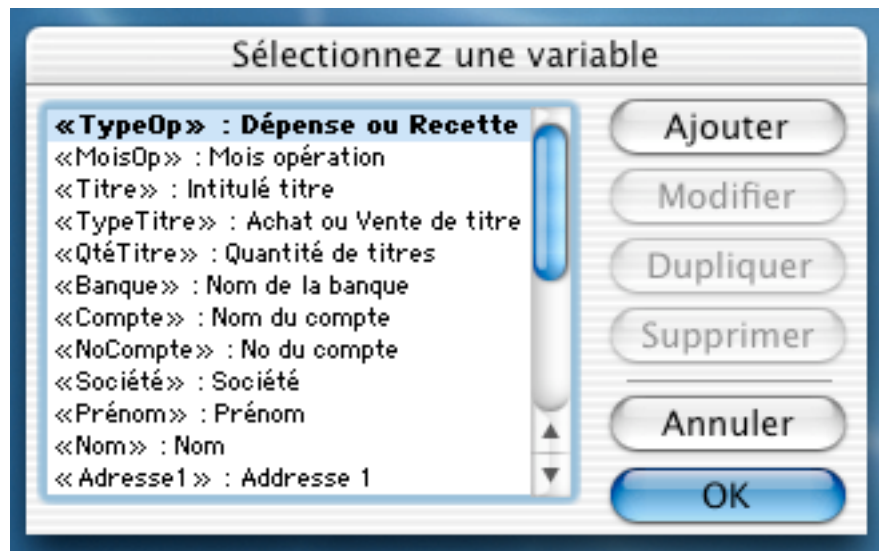 Sélectionnez une variable
«TypeOp» : Dépense ou Recette
«MoisOp» : Mois opération
«Titre» : Intitulé titre
«TypeTitre» : Achat ou Vente de titre
«QtéTitre» : Quantité de titres
«Banque» : Nom de la banque
«Compte» : Nom du compte
«NoCompte» : No du compte
«Société» : Société
«Prénom» : Prénom
«Nom» : Nom
«Adresse1» : Addresse 1
Ajouter
Modifier
Dupliquer
Supprimer
Annuler
OK